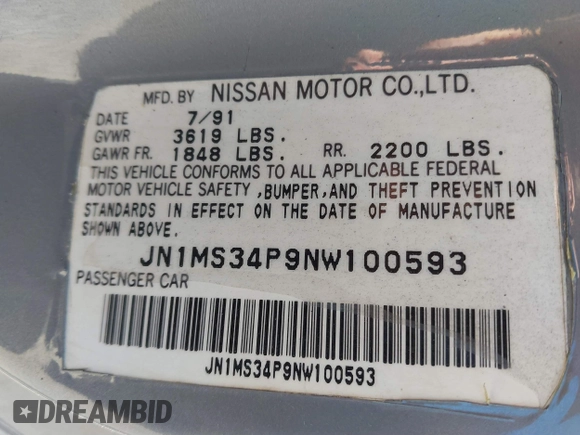 MFD. BY NISSAN MOTOR CO.,LTD.
DATE 7/91
GVWR 3619 LBS.
GAWR FR. 1848 LBS. RR. 2200 LBS.
THIS VEHICLE CONFORMS TO ALL APPLICABLE FEDERAL
MOTOR VEHICLE SAFETY ,BUMPER,AND THEFT PREVENTION
STANDARDS IN EFFECT ON THE DATE OF MANUFACTURE
SHOWN ABOVE.
JN1MS34P9NW100593
PASSENGER CAR
JN1MS34P9NW100593
DREAMBID